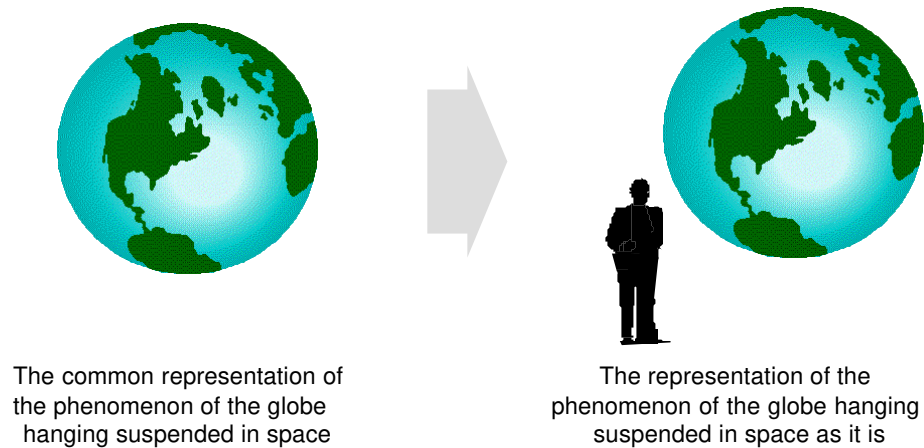 The common representation of
the phenomenon of the globe
hanging suspended in space
The representation of the
phenomenon of the globe hanging
suspended in space as it is